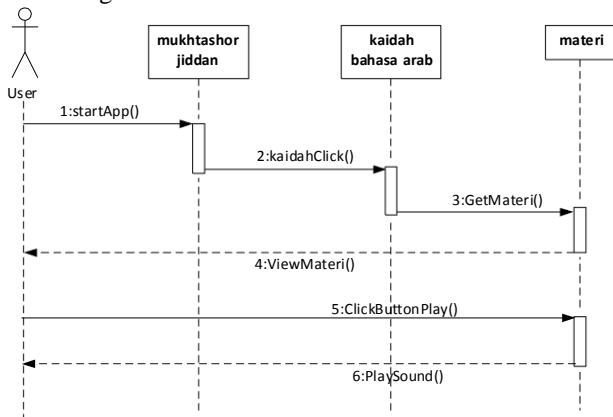 mukhtashor
jiddan
kaidah
bahasa arab
materi
User
1:startApp()
2:kaidahClick()
3:GetMateri()
4:ViewMateri()
5:ClickButtonPlay()
6:PlaySound()